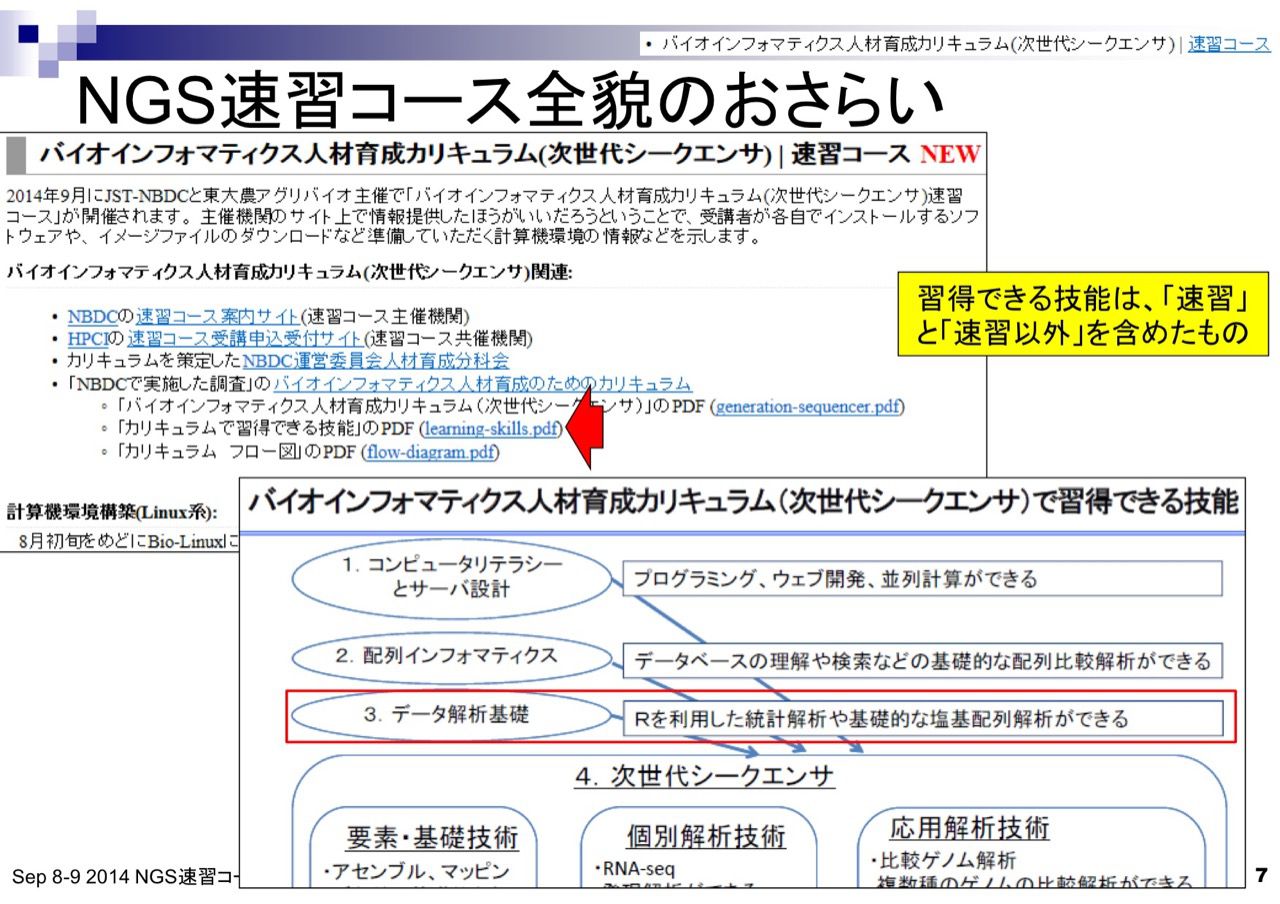 ・ バイオインフォマティクス人材育成カリキュラム(次世代シークエンサ) | 速習コース
NGS速習コース全貌のおさらい
バイオインフォマティクス人材育成カリキュラム(次世代シークエンサ) | 速習コース NEW
2014年9月にJST-NBDCと東大農アグリバイオ主催で「バイオインフォマティクス人材育成カリキュラム(次世代シークエンサ)速習
コース」が開催されます。主催機関のサイト上で情報提供したほうがいいだろうということで、受講者が各自でインストールするソフ
トウェアや、イメージファイルのダウンロードなど準備していただく計算機環境の情報などを示します。
バイオインフォマティクス人材育成カリキュラム(次世代シークエンサ)関連:
・ NBDCの速習コース案内サイト(速習コース主催機関)
・ HPCIの速習コース受講申込受付サイト(速習コース共催機関)
・ カリキュラムを策定したNBDC運営委員会人材育成分科会
・ 「NBDCで実施した調査」のバイオインフォマティクス人材育成のためのカリキュラム
◦ 「バイオインフォマティクス人材育成カリキュラム（次世代シークエンサ）」のPDF (generation-sequencer.pdf)
◦ 「カリキュラムで習得できる技能」のPDF (learning-skills.pdf)
◦ 「カリキュラム フロー図」のPDF (flow-diagram.pdf)
習得できる技能は、「速習」
と「速習以外」を含めたもの
計算機環境構築(Linux系):
8月初旬をめどにBio-Linuxに
バイオインフォマティクス人材育成カリキュラム（次世代シークエンサ）で習得できる技能
1. コンピュータリテラシー
とサーバ設計
プログラミング、ウェブ開発、並列計算ができる
2. 配列インフォマティクス
データベースの理解や検索などの基礎的な配列比較解析ができる
3. データ解析基礎
Rを利用した統計解析や基礎的な塩基配列解析ができる
4. 次世代シークエンサ
要素・基礎技術
・アセンブル、マッピン
個別解析技術
・RNA-seq
発現解析ができる
応用解析技術
・比較ゲノム解析
複数種のゲノムの比較解析ができる
Sep 8-9 2014 NGS速習コー
7